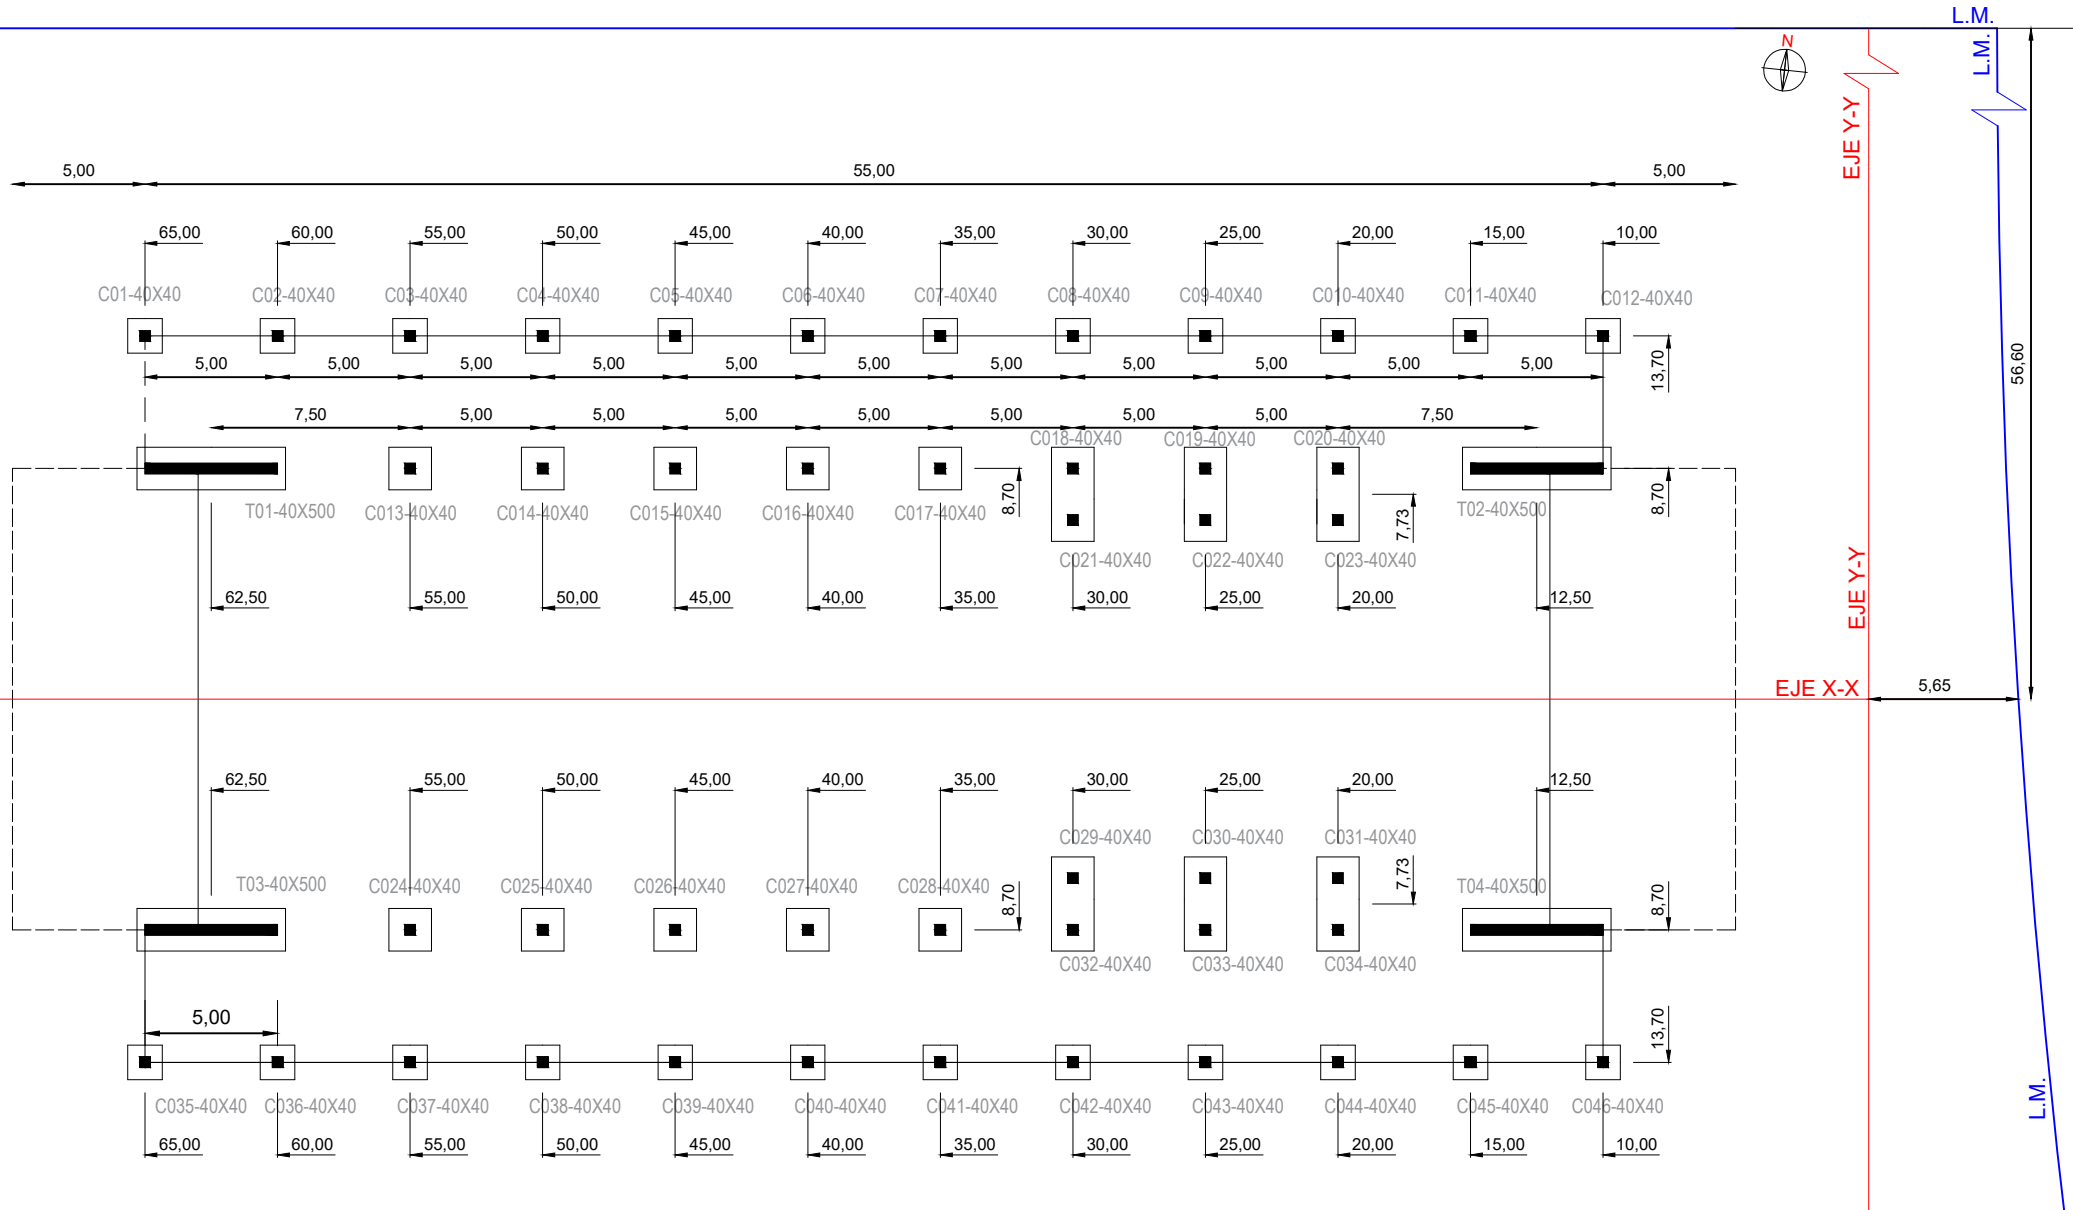 L.M.
L.M.
N
EJE Y-Y
5,00 55,00 5,00
65,00 60,00 55,00 50,00 45,00 40,00 35,00 30,00 25,00 20,00 15,00 10,00
C01-40X40 C02-40X40 C03-40X40 C04-40X40 C05-40X40 C06-40X40 C07-40X40 C08-40X40 C09-40X40 C010-40X40 C011-40X40 C012-40X40
5,00 5,00 5,00 5,00 5,00 5,00 5,00 5,00 5,00 5,00 5,00
13,70
56,60
7,50 5,00 5,00 5,00 5,00 5,00 5,00 5,00 7,50
C018-40X40 C019-40X40 C020-40X40
8,70 7,73 8,70
T01-40X500 C013-40X40 C014-40X40 C015-40X40 C016-40X40 C017-40X40 T02-40X500
C021-40X40 C022-40X40 C023-40X40
62,50 55,00 50,00 45,00 40,00 35,00 30,00 25,00 20,00 12,50
EJE Y-Y
EJE X-X 5,65
62,50 55,00 50,00 45,00 40,00 35,00 30,00 25,00 20,00 12,50
C029-40X40 C030-40X40 C031-40X40
8,70 7,73 8,70
T03-40X500 C024-40X40 C025-40X40 C026-40X40 C027-40X40 C028-40X40 T04-40X500
C032-40X40 C033-40X40 C034-40X40
5,00
13,70
L.M.
C035-40X40 C036-40X40 C037-40X40 C038-40X40 C039-40X40 C040-40X40 C041-40X40 C042-40X40 C043-40X40 C044-40X40 C045-40X40 C046-40X40
65,00 60,00 55,00 50,00 45,00 40,00 35,00 30,00 25,00 20,00 15,00 10,00